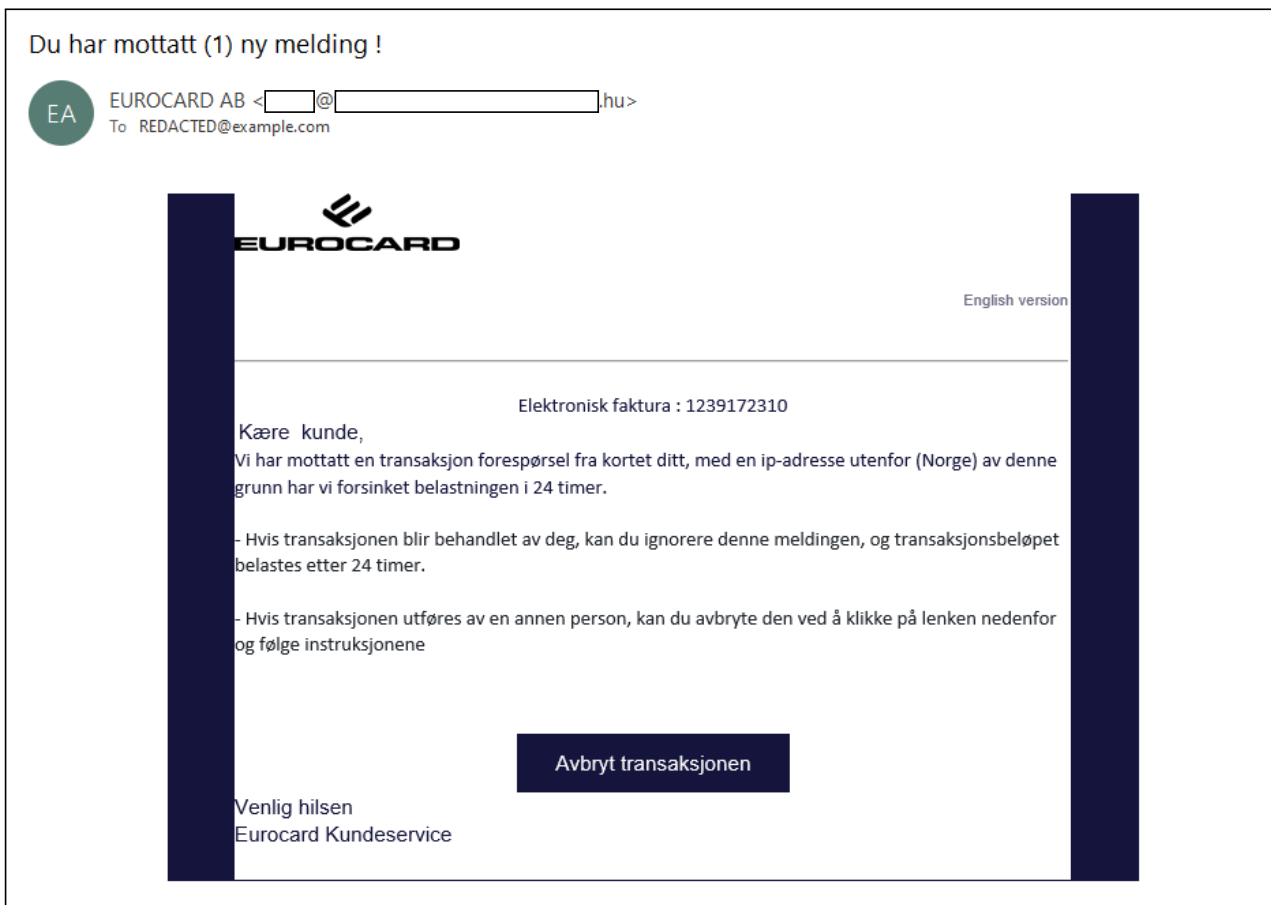 Du har mottatt (1) ny melding !
EA
EUROCARD AB < @ .hu>
To REDACTED@example.com
EUROCARD
English version
Elektronisk faktura : 1239172310
Kære kunde,
Vi har mottatt en transaksjon forespørsel fra kortet ditt, med en ip-adresse utenfor (Norge) av denne
grunn har vi forsinket belastningen i 24 timer.
- Hvis transaksjonen blir behandlet av deg, kan du ignorere denne meldingen, og transaksjonsbeløpet
belastes etter 24 timer.
- Hvis transaksjonen utføres av en annen person, kan du avbryte den ved å klikke på lenken nedenfor
og følge instruksjonene
Avbryt transaksjonen
Venlig hilsen
Eurocard Kundeservice